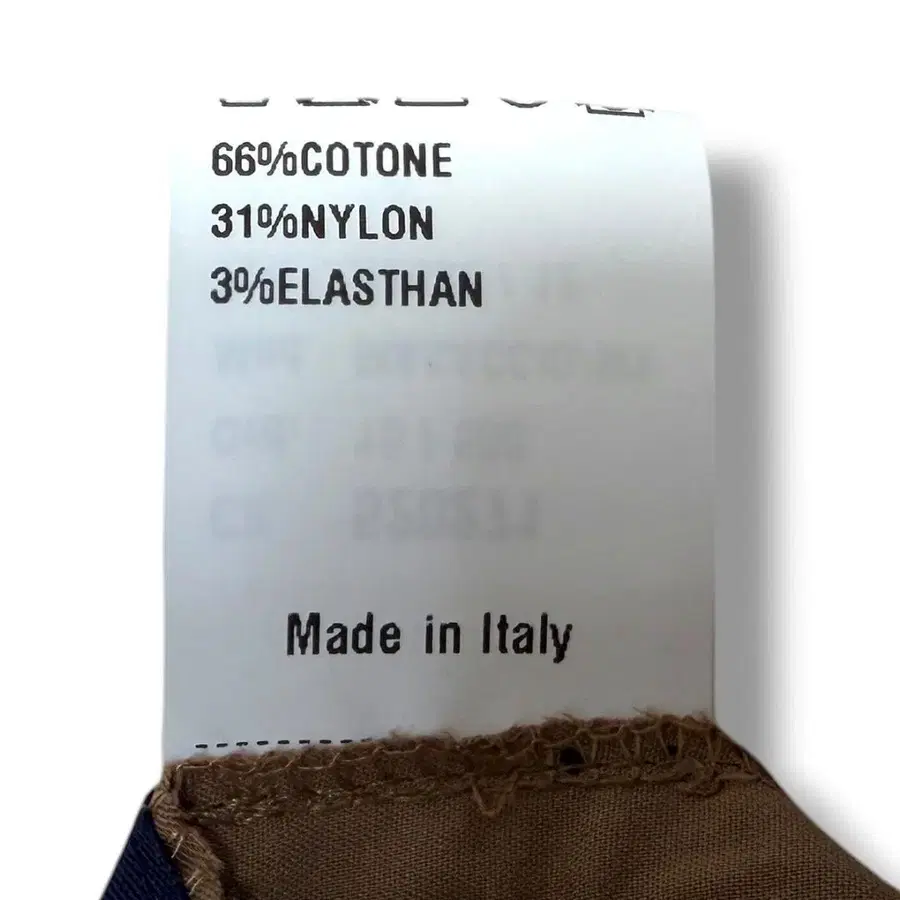 66%COTONE
31%NYLON
3%ELASTHAN
Made in Italy